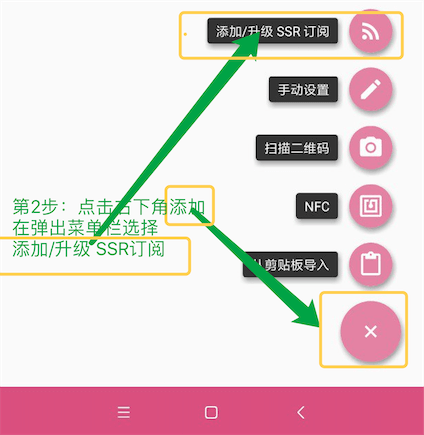 添加/升级 SSR 订阅
手动设置
扫描二维码
NFC
第2步：点击右下角添加
在弹出菜单栏选择
添加/升级 SSR订阅
从剪贴板导入